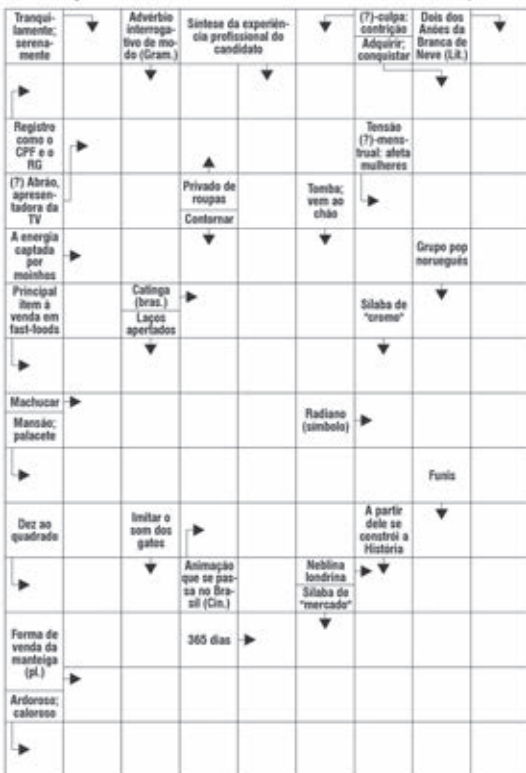 Tranqui-
lamente;
serena-
mente
Advérbio
interroga-
tivo de mo-
do (Gram.)
Síntese da experiên-
cia profissional do
candidato
(?)-culpa:
contrição
Adquirir;
conquistar
Dois dos
Anões da
Branca de
Neve (Lit.)
Registro
como o
CPF e o
RG
Tensão
(?)-mens-
trual: afeta
mulheres
(?) Abrão,
apresen-
tadora da
TV
Privado de
roupas
Contornar
Tomba;
vem ao
chão
A energia
captada
por
moinhos
Grupo pop
norueguês
Principal
item à
venda em
fast-foods
Catinga
(bras.)
Laços
apertados
Sílaba de
"cromo"
Machucar
Mansão;
palacete
Radiano
(símbolo)
Funis
Dez ao
quadrado
Imitar o
som dos
gatos
A partir
dele se
constrói a
História
Animação
que se pas-
sa no Bra-
sil (Cin.)
Neblina
londrina
Sílaba de
"mercado"
Forma de
venda da
manteiga
(pl.)
365 dias
Ardoroso;
caloroso